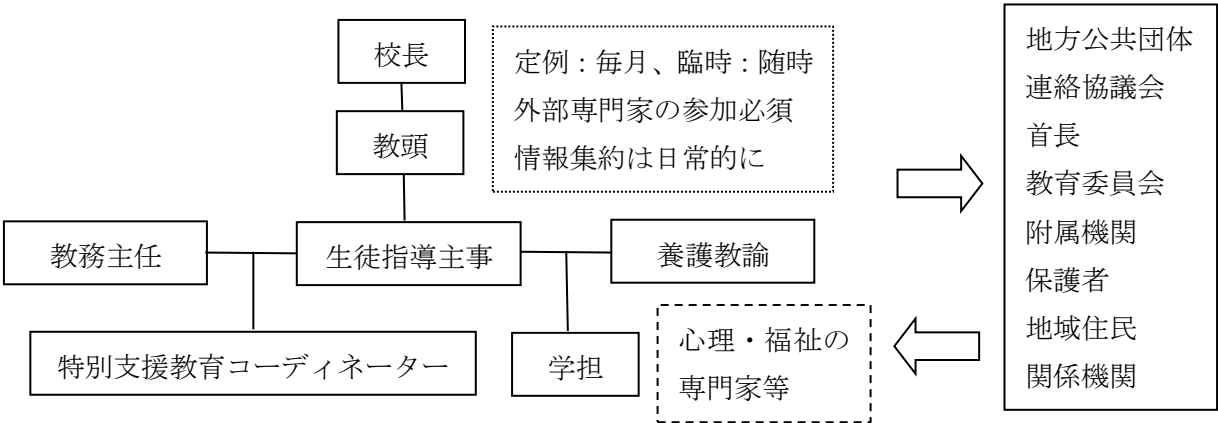 校長
教頭
定例：毎月、臨時：随時
外部専門家の参加必須
情報集約は日常的に
教務主任
生徒指導主事
養護教諭
特別支援教育コーディネーター
学担
心理・福祉の
専門家等
地方公共団体
連絡協議会
首長
教育委員会
附属機関
保護者
地域住民
関係機関